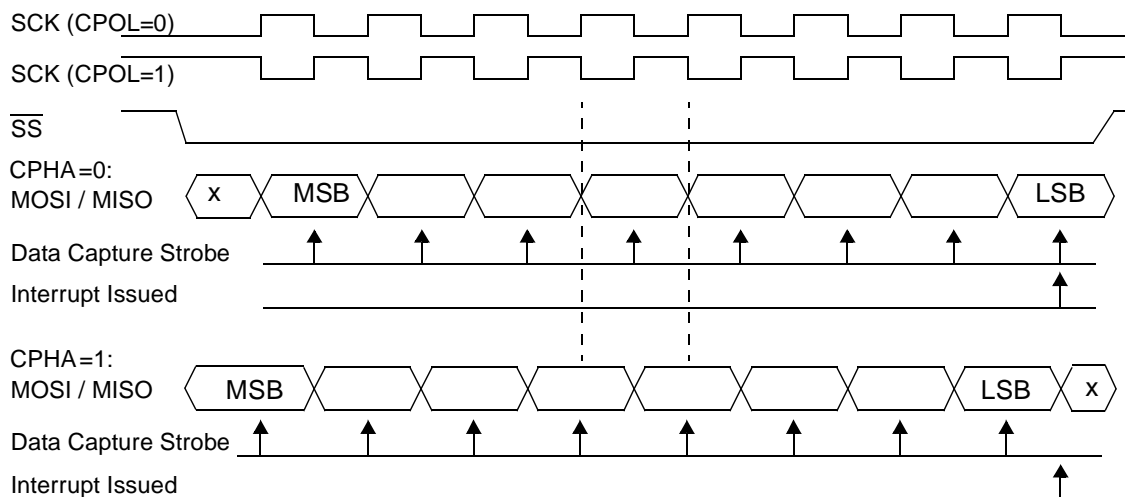 SCK (CPOL=0)
SCK (CPOL=1)
SS
CPHA=0:
MOSI / MISO
x MSB LSB
Data Capture Strobe
Interrupt Issued
CPHA=1:
MOSI / MISO
MSB LSB x
Data Capture Strobe
Interrupt Issued